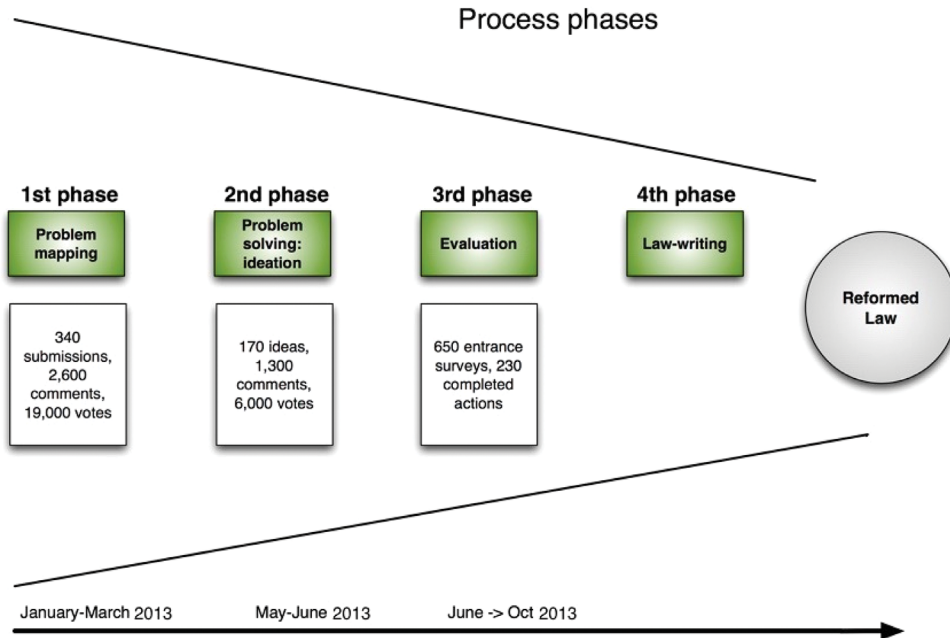 Process phases
1st phase
Problem
mapping
340
submissions,
2,600
comments,
19,000 votes
2nd phase
Problem
solving:
ideation
170 ideas,
1,300
comments,
6,000 votes
3rd phase
Evaluation
650 entrance
surveys, 230
completed
actions
4th phase
Law-writing
Reformed
Law
January-March 2013
May-June 2013
June -> Oct 2013